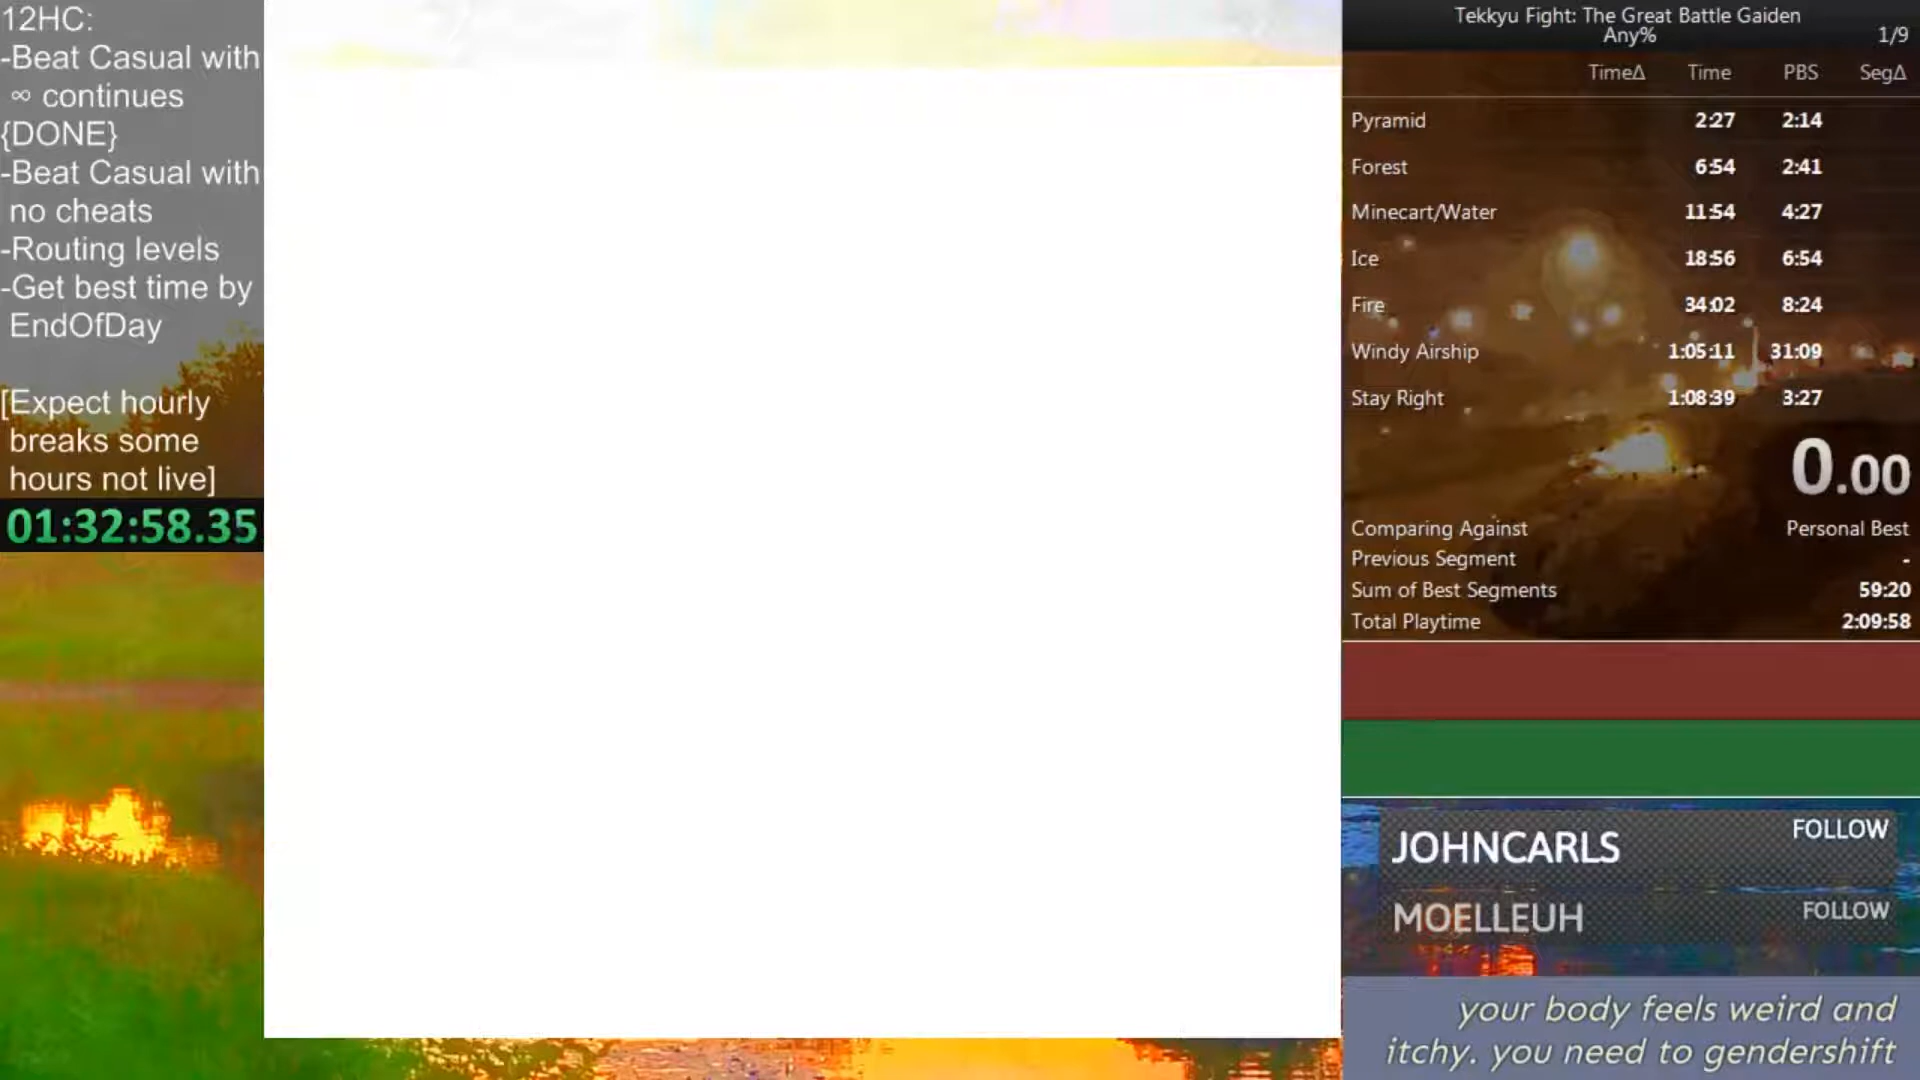 12HC:
-Beat Casual with
∞ continues
{DONE}
-Beat Casual with
no cheats
-Routing levels
-Get best time by
EndOfDay
[Expect hourly
breaks some
hours not live]
01:32:58.35
Tekkyu Fight: The Great Battle Gaiden
Any% 1/9
TimeΔ Time PBS SegΔ
Pyramid 2:27 2:14
Forest 6:54 2:41
Minecart/Water 11:54 4:27
Ice 18:56 6:54
Fire 34:02 8:24
Windy Airship 1:05:11 31:09
Stay Right 1:08:39 3:27
0.00
Comparing Against Personal Best
Previous Segment -
Sum of Best Segments 59:20
Total Playtime 2:09:58
JOHNCARLS FOLLOW
MOELLEUH FOLLOW
your body feels weird and
itchy. you need to gendershift